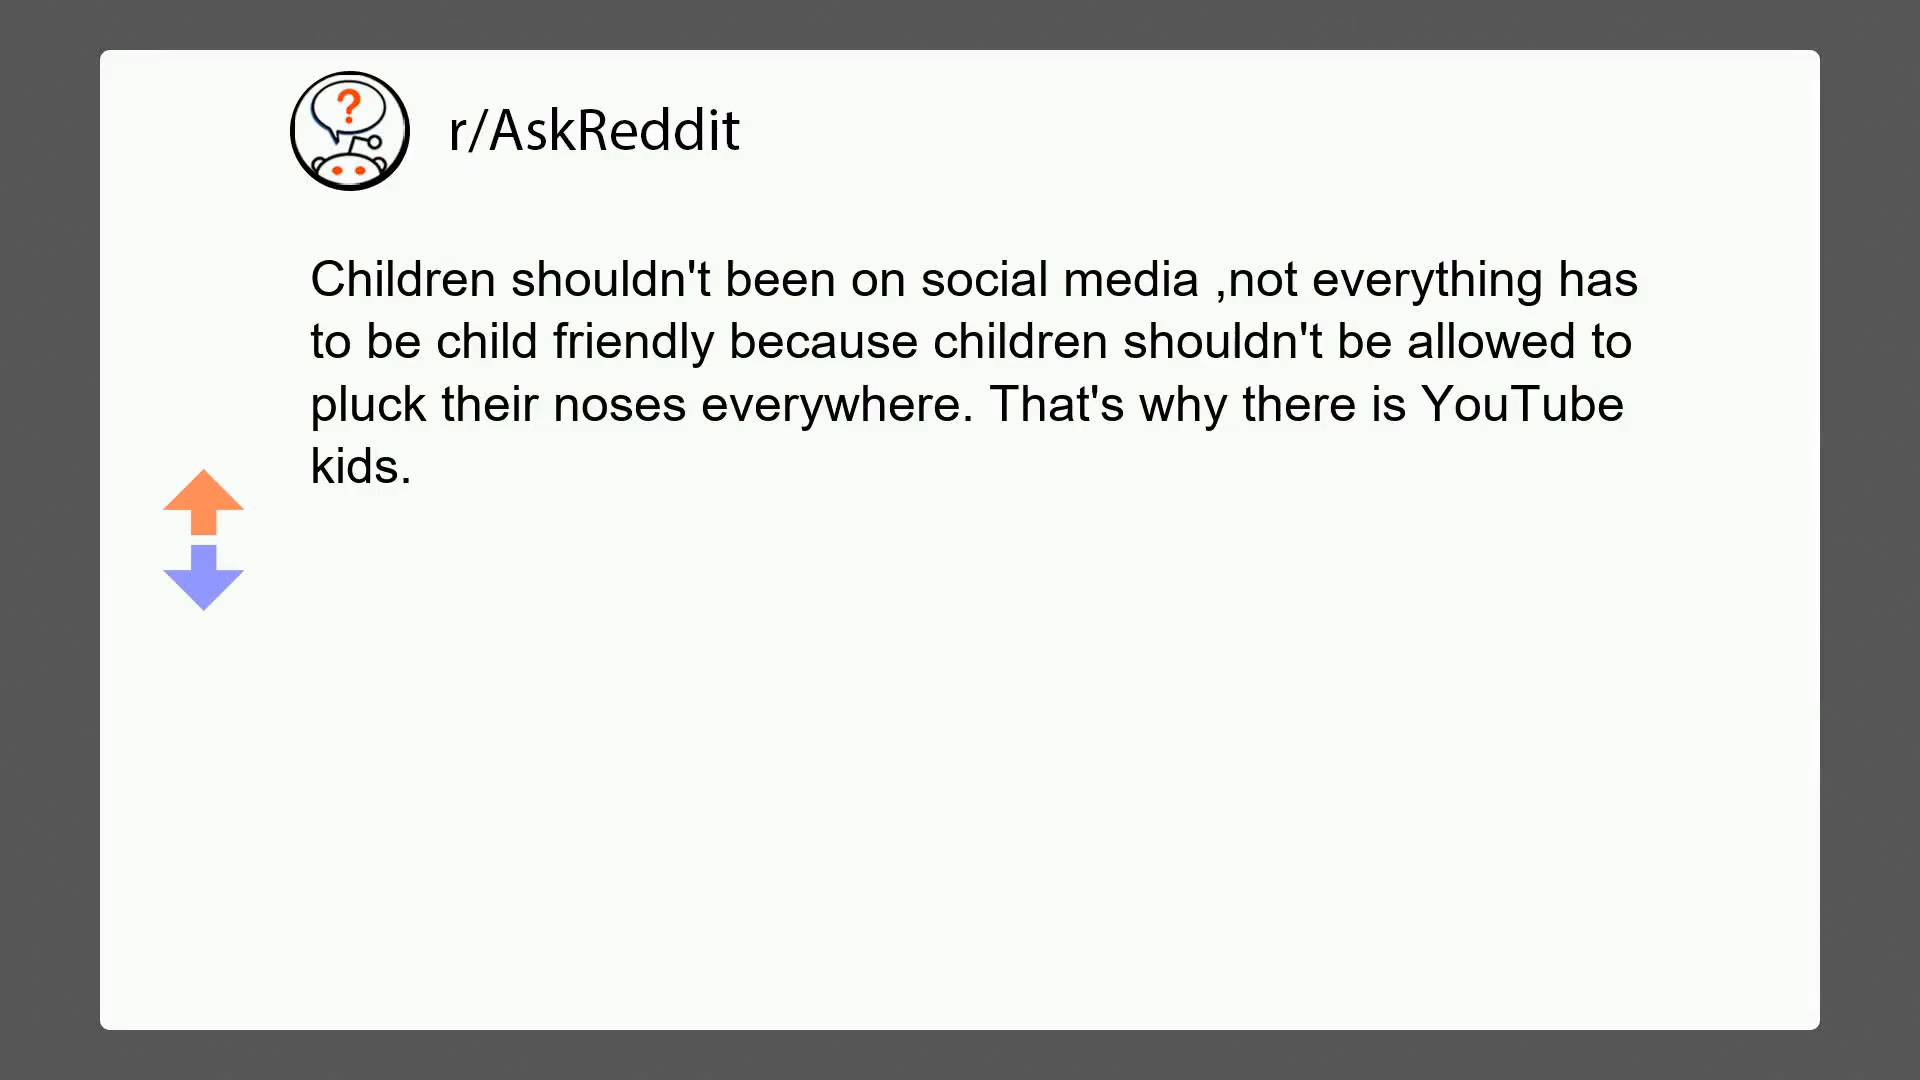 ?
r/AskReddit
Children shouldn't been on social media ,not everything has
to be child friendly because children shouldn't be allowed to
pluck their noses everywhere. That's why there is YouTube
kids.